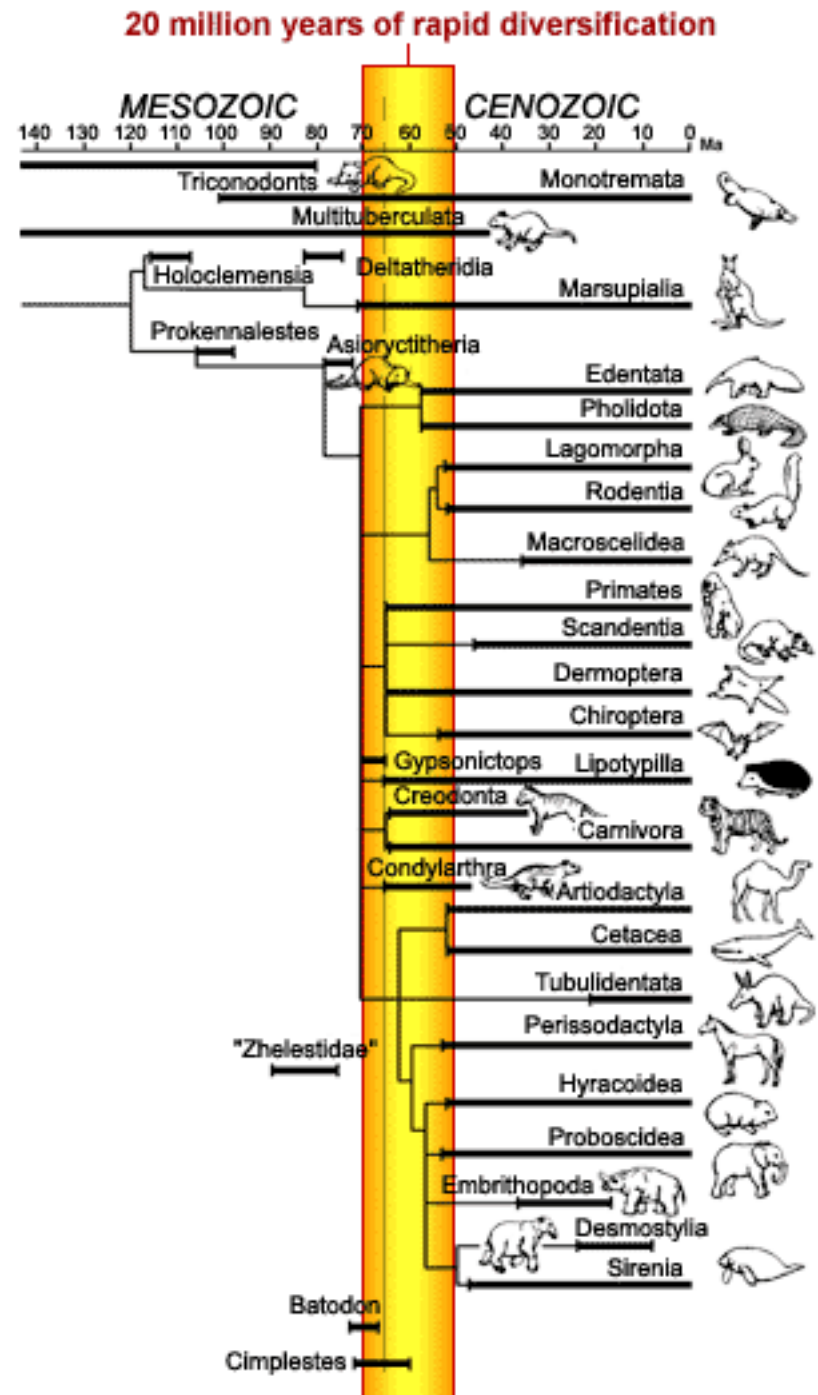 20 million years of rapid diversification
MESOZOIC CENOZOIC
140 130 120 110 100 90 80 70 60 50 40 30 20 10 0 Ma
Triconodonts
Monotremata
Multituberculata
Holoclemensia
Deltatheridia
Marsupialia
Prokennalestes
Asioryctitheria
Edentata
Pholidota
Lagomorpha
Rodentia
Macroscelidea
Primates
Scandentia
Dermoptera
Chiroptera
Gypsonictops Lipotypilla
Creodonta
Carnivora
Condylarthra
Artiodactyla
Cetacea
Tubulidentata
Perissodactyla
"Zhelestidae"
Hyracoidea
Proboscidea
Embrithopoda
Desmostylia
Sirenia
Batodon
Cimplestes